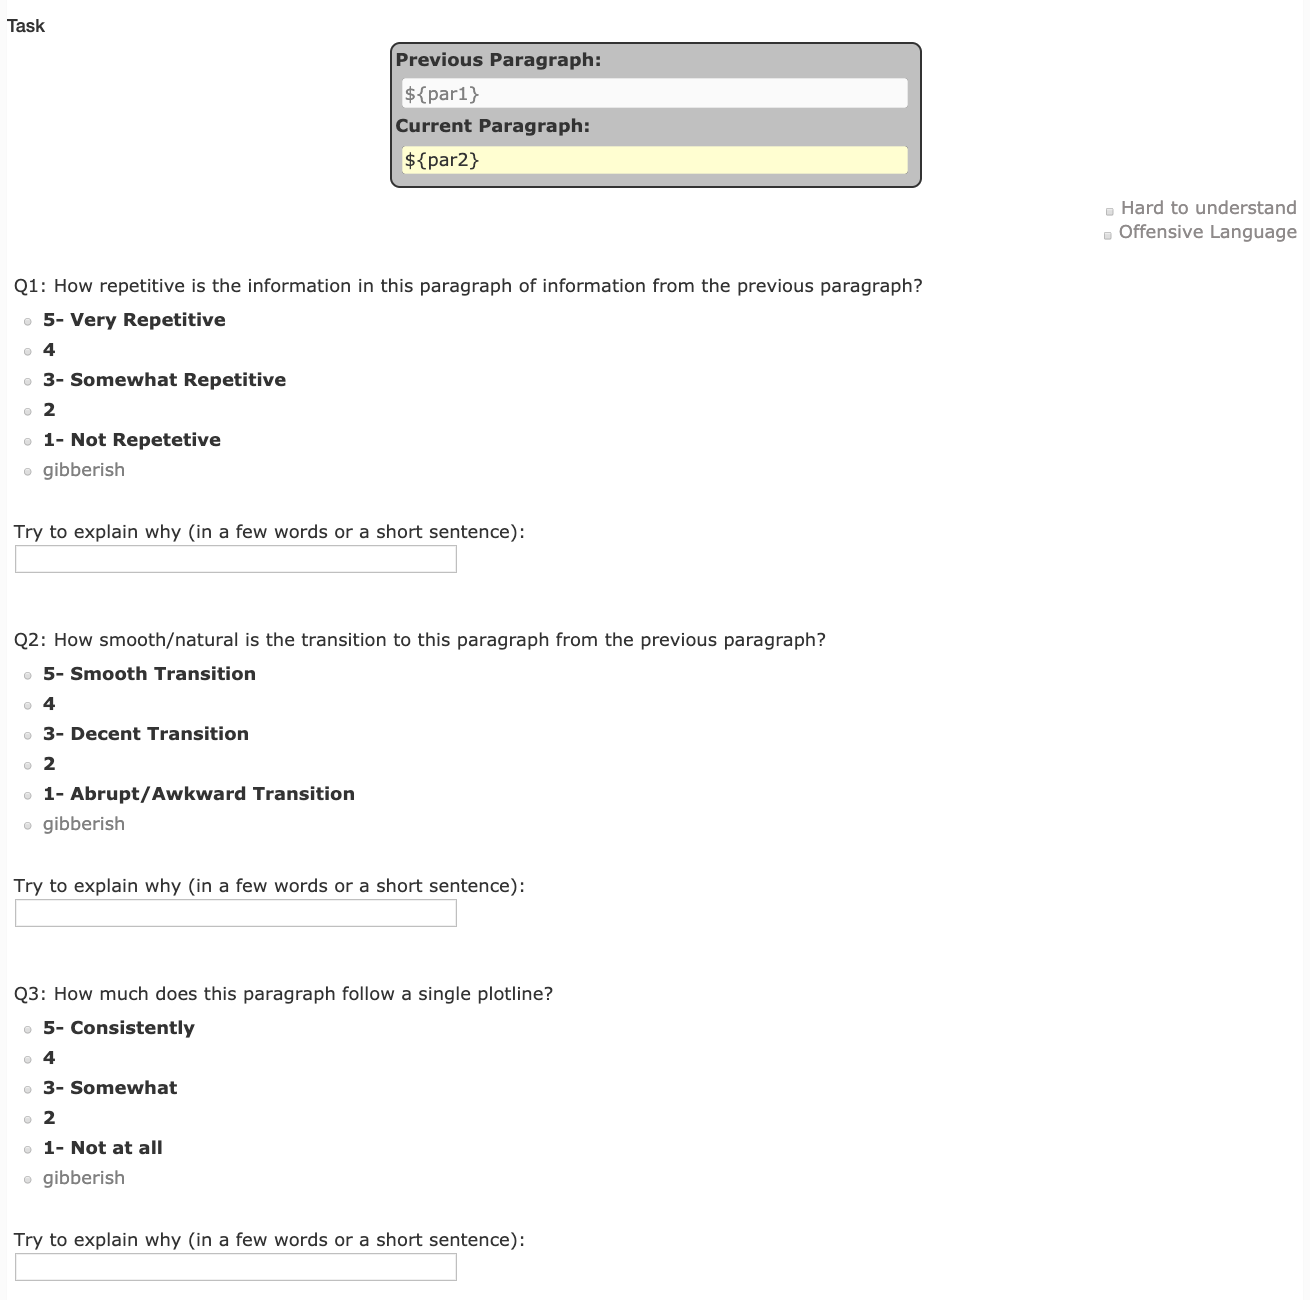 Task
Previous Paragraph:
${par1}
Current Paragraph:
${par2}
Hard to understand
Offensive Language
Q1: How repetitive is the information in this paragraph of information from the previous paragraph?
5- Very Repetitive
4
3- Somewhat Repetitive
2
1- Not Repetetive
gibberish
Try to explain why (in a few words or a short sentence):
Q2: How smooth/natural is the transition to this paragraph from the previous paragraph?
5- Smooth Transition
4
3- Decent Transition
2
1- Abrupt/Awkward Transition
gibberish
Try to explain why (in a few words or a short sentence):
Q3: How much does this paragraph follow a single plotline?
5- Consistently
4
3- Somewhat
2
1- Not at all
gibberish
Try to explain why (in a few words or a short sentence):